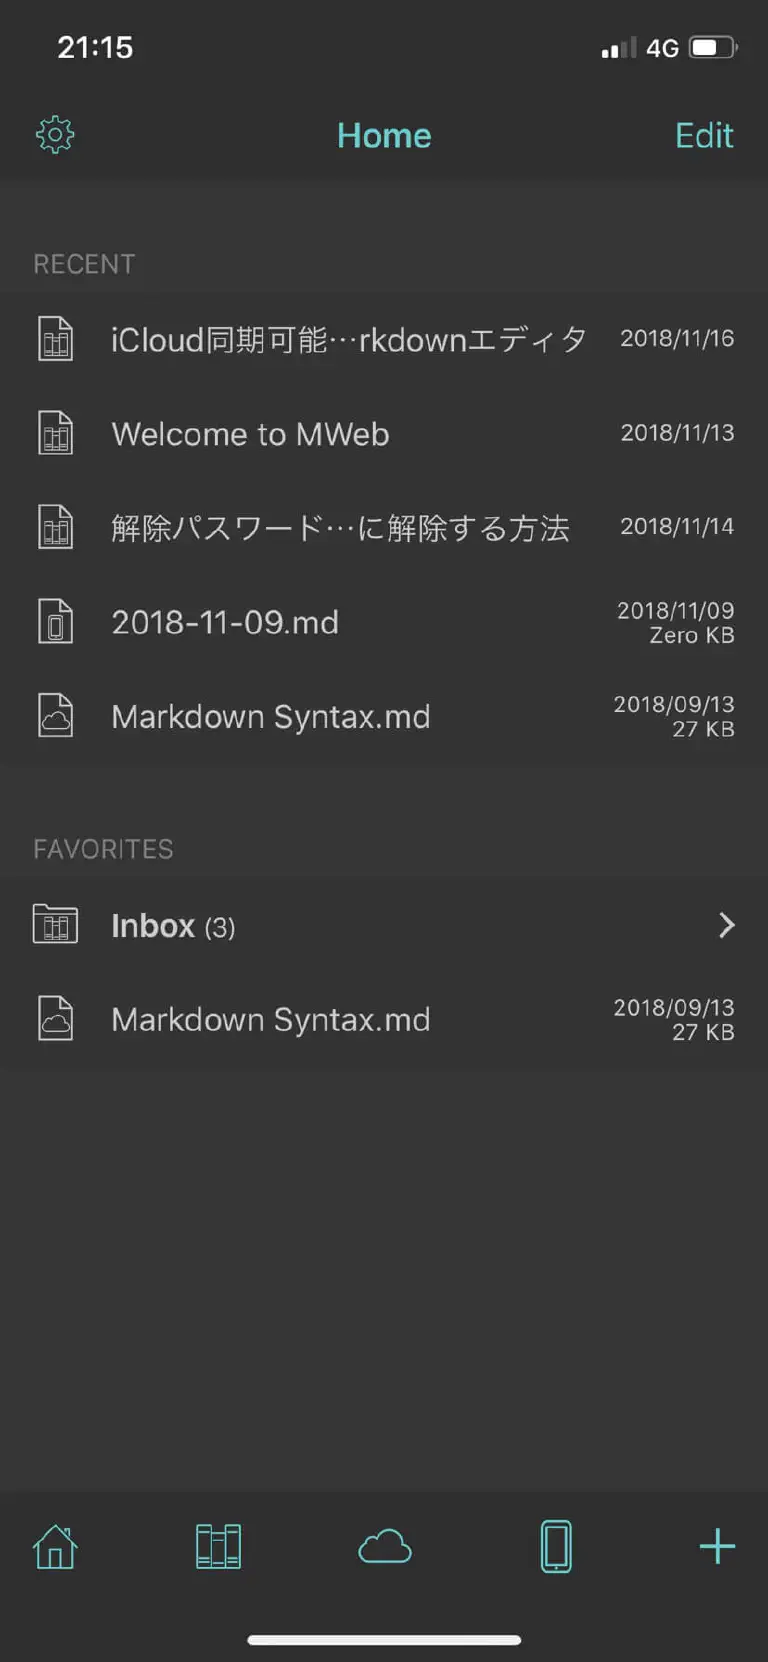 21:15
4G
Home
Edit
RECENT
iCloud同期可能…rkdownエディタ 2018/11/16
Welcome to MWeb 2018/11/13
解除パスワード…に解除する方法 2018/11/14
2018-11-09.md 2018/11/09
Zero KB
Markdown Syntax.md 2018/09/13
27 KB
FAVORITES
Inbox (3)
Markdown Syntax.md 2018/09/13
27 KB